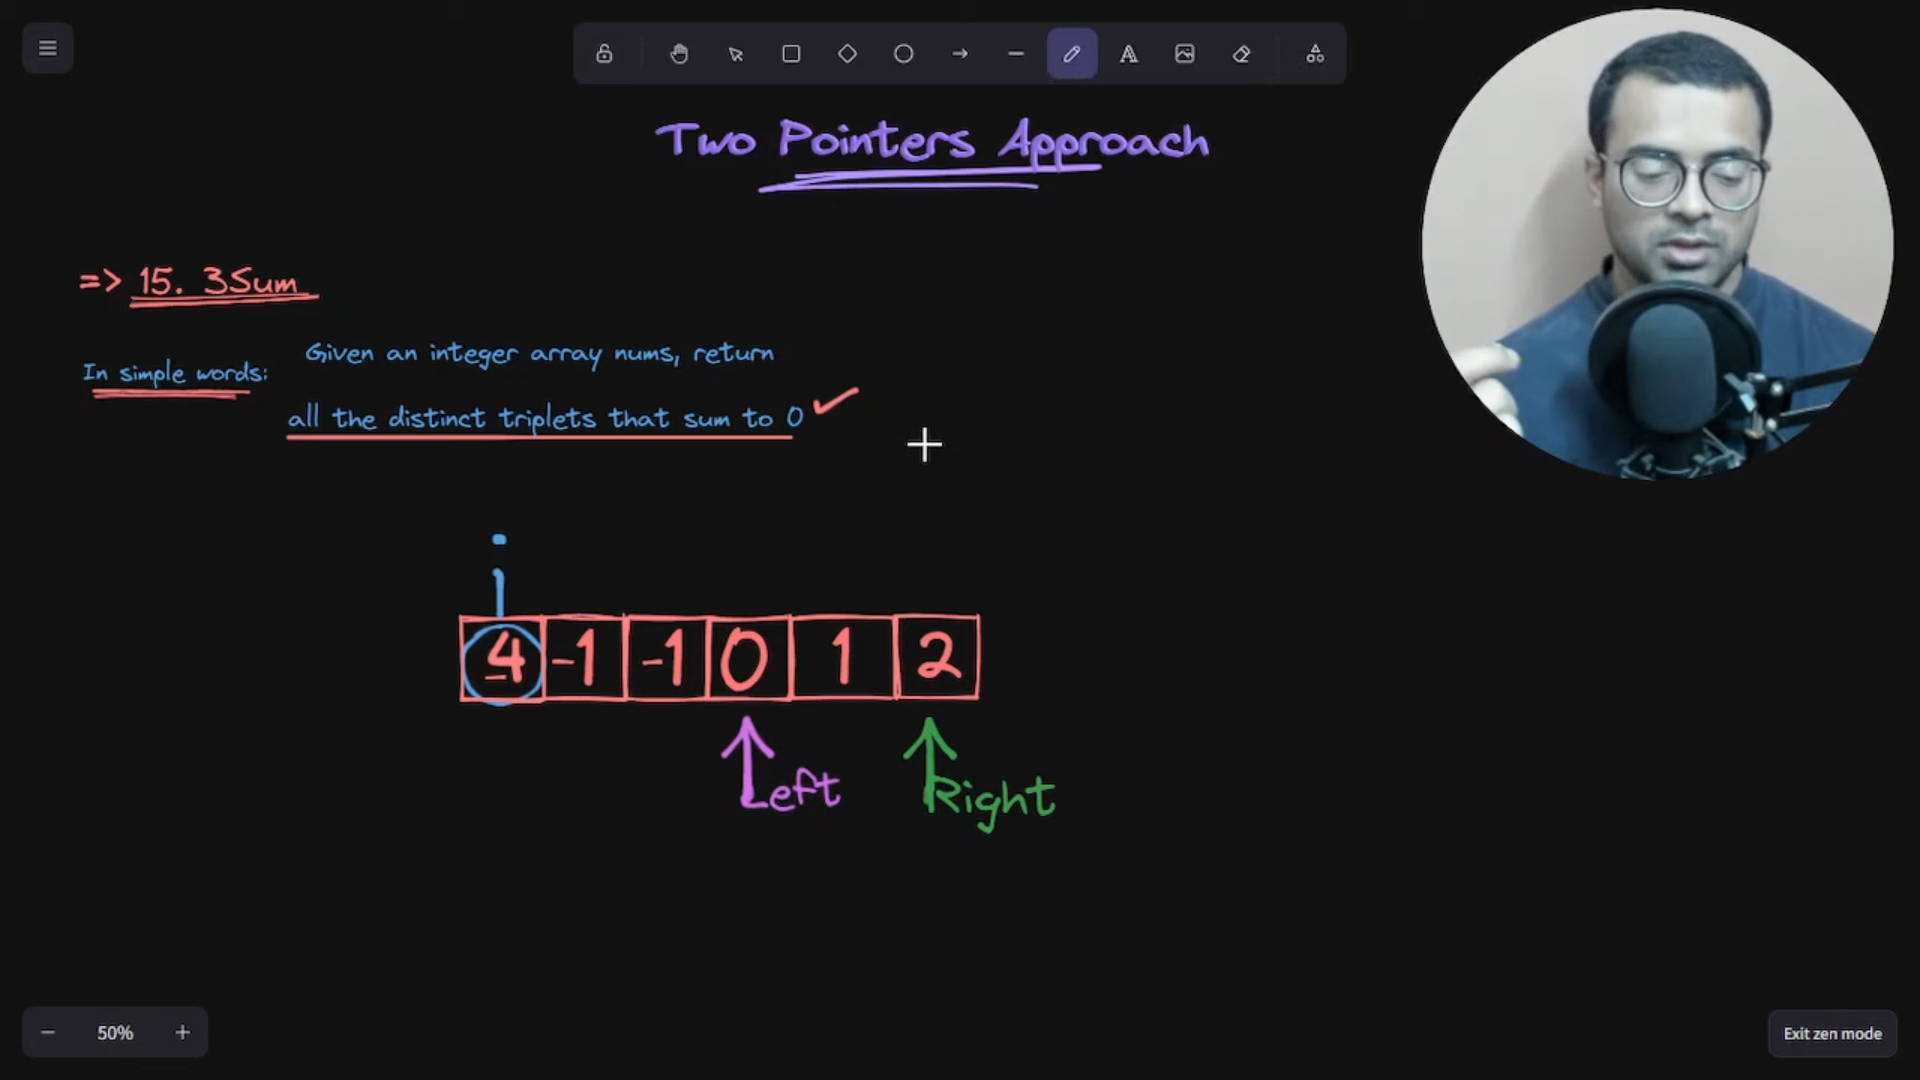 Two Pointers Approach
=> 15. 3Sum
In simple words:
Given an integer array nums, return
all the distinct triplets that sum to 0
i
-4 -1 -1 0 1 2
Left
Right
50%
Exit zen mode